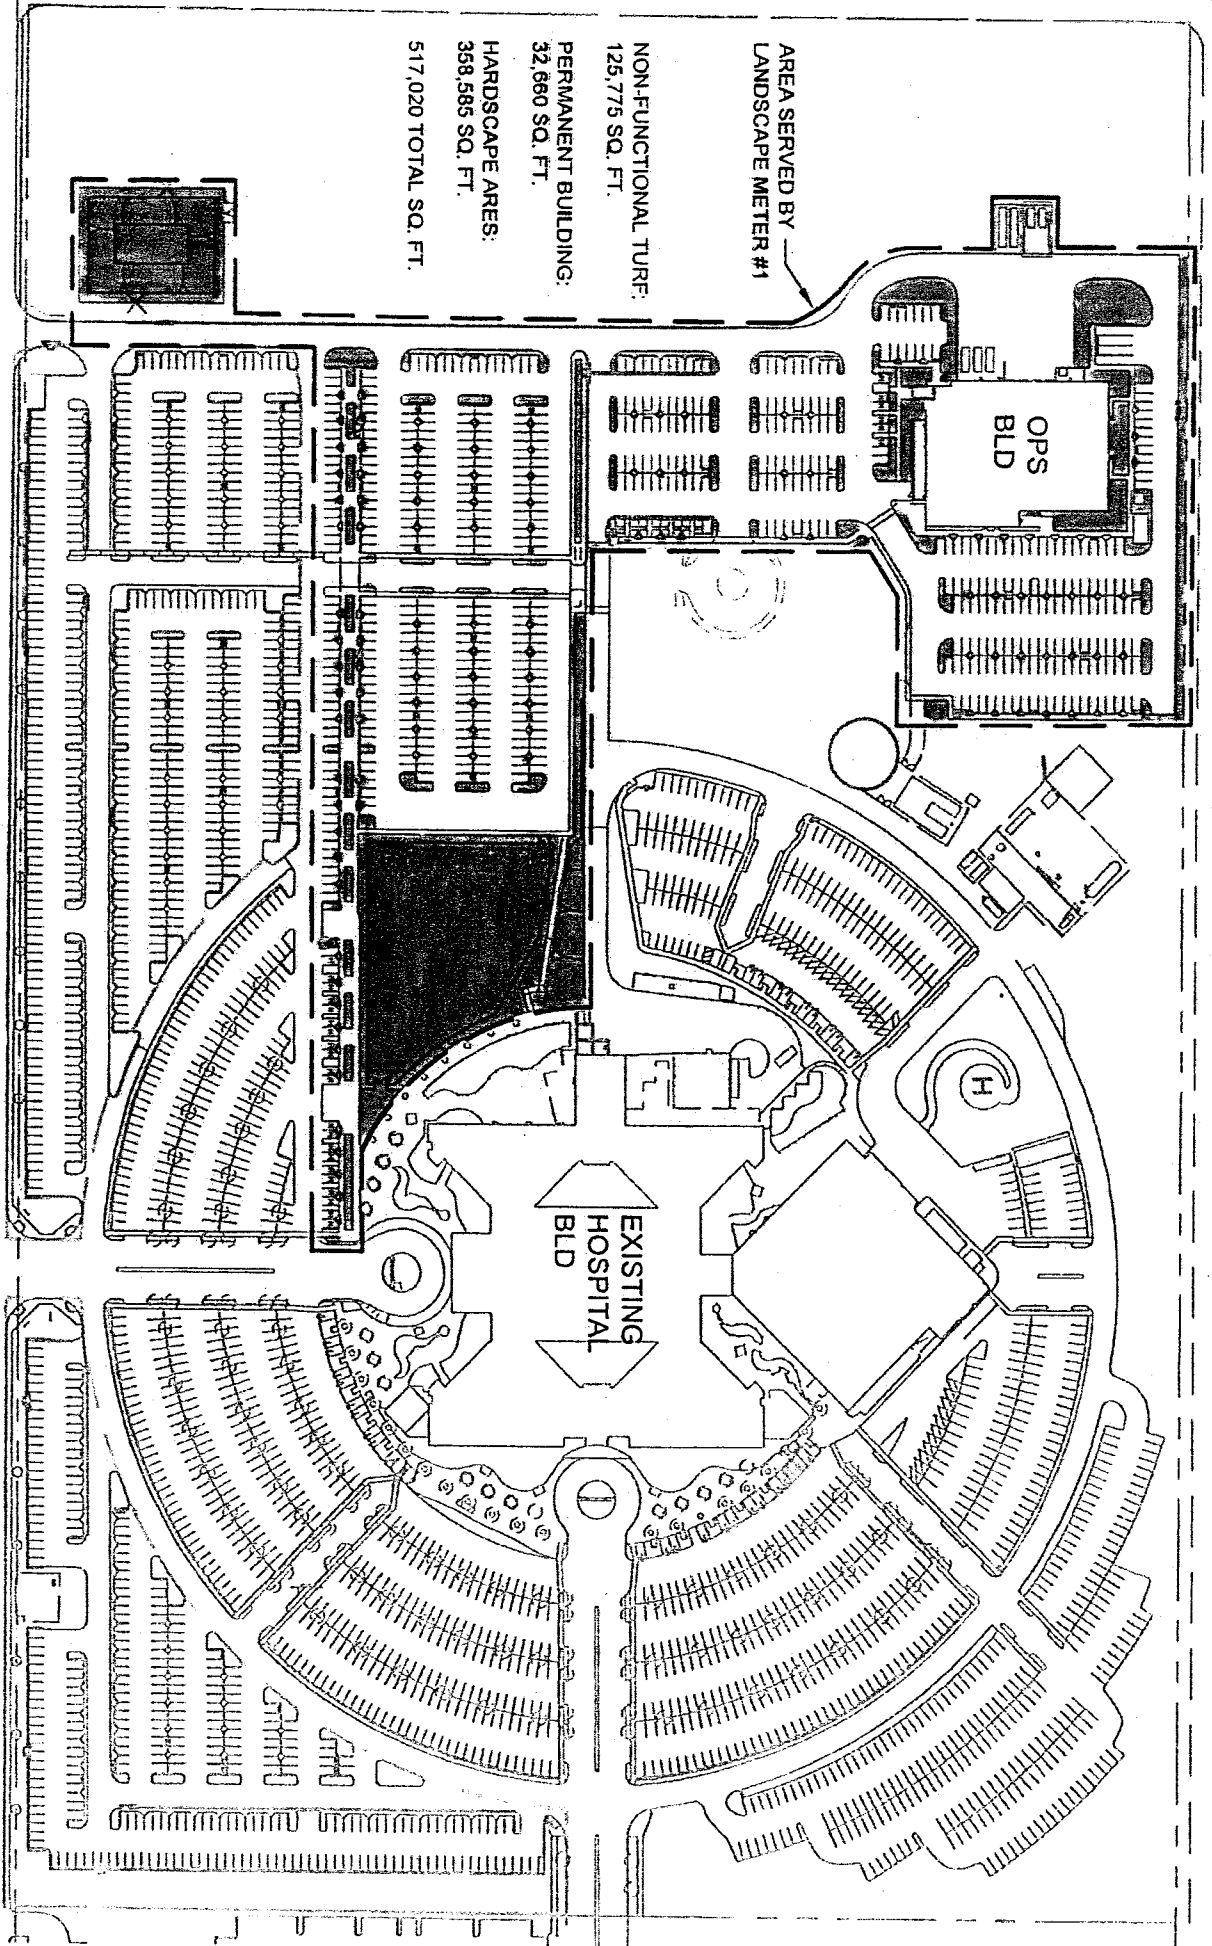 AREA SERVED BY
LANDSCAPE METER #1
NON-FUNCTIONAL TURF:
125,775 SQ. FT.
PERMANENT BUILDING:
32,660 SQ. FT.
HARDSCAPE ARES:
358,585 SQ. FT.
517,020 TOTAL SQ. FT.
OPS
BLD
H
EXISTING
HOSPITAL
BLD